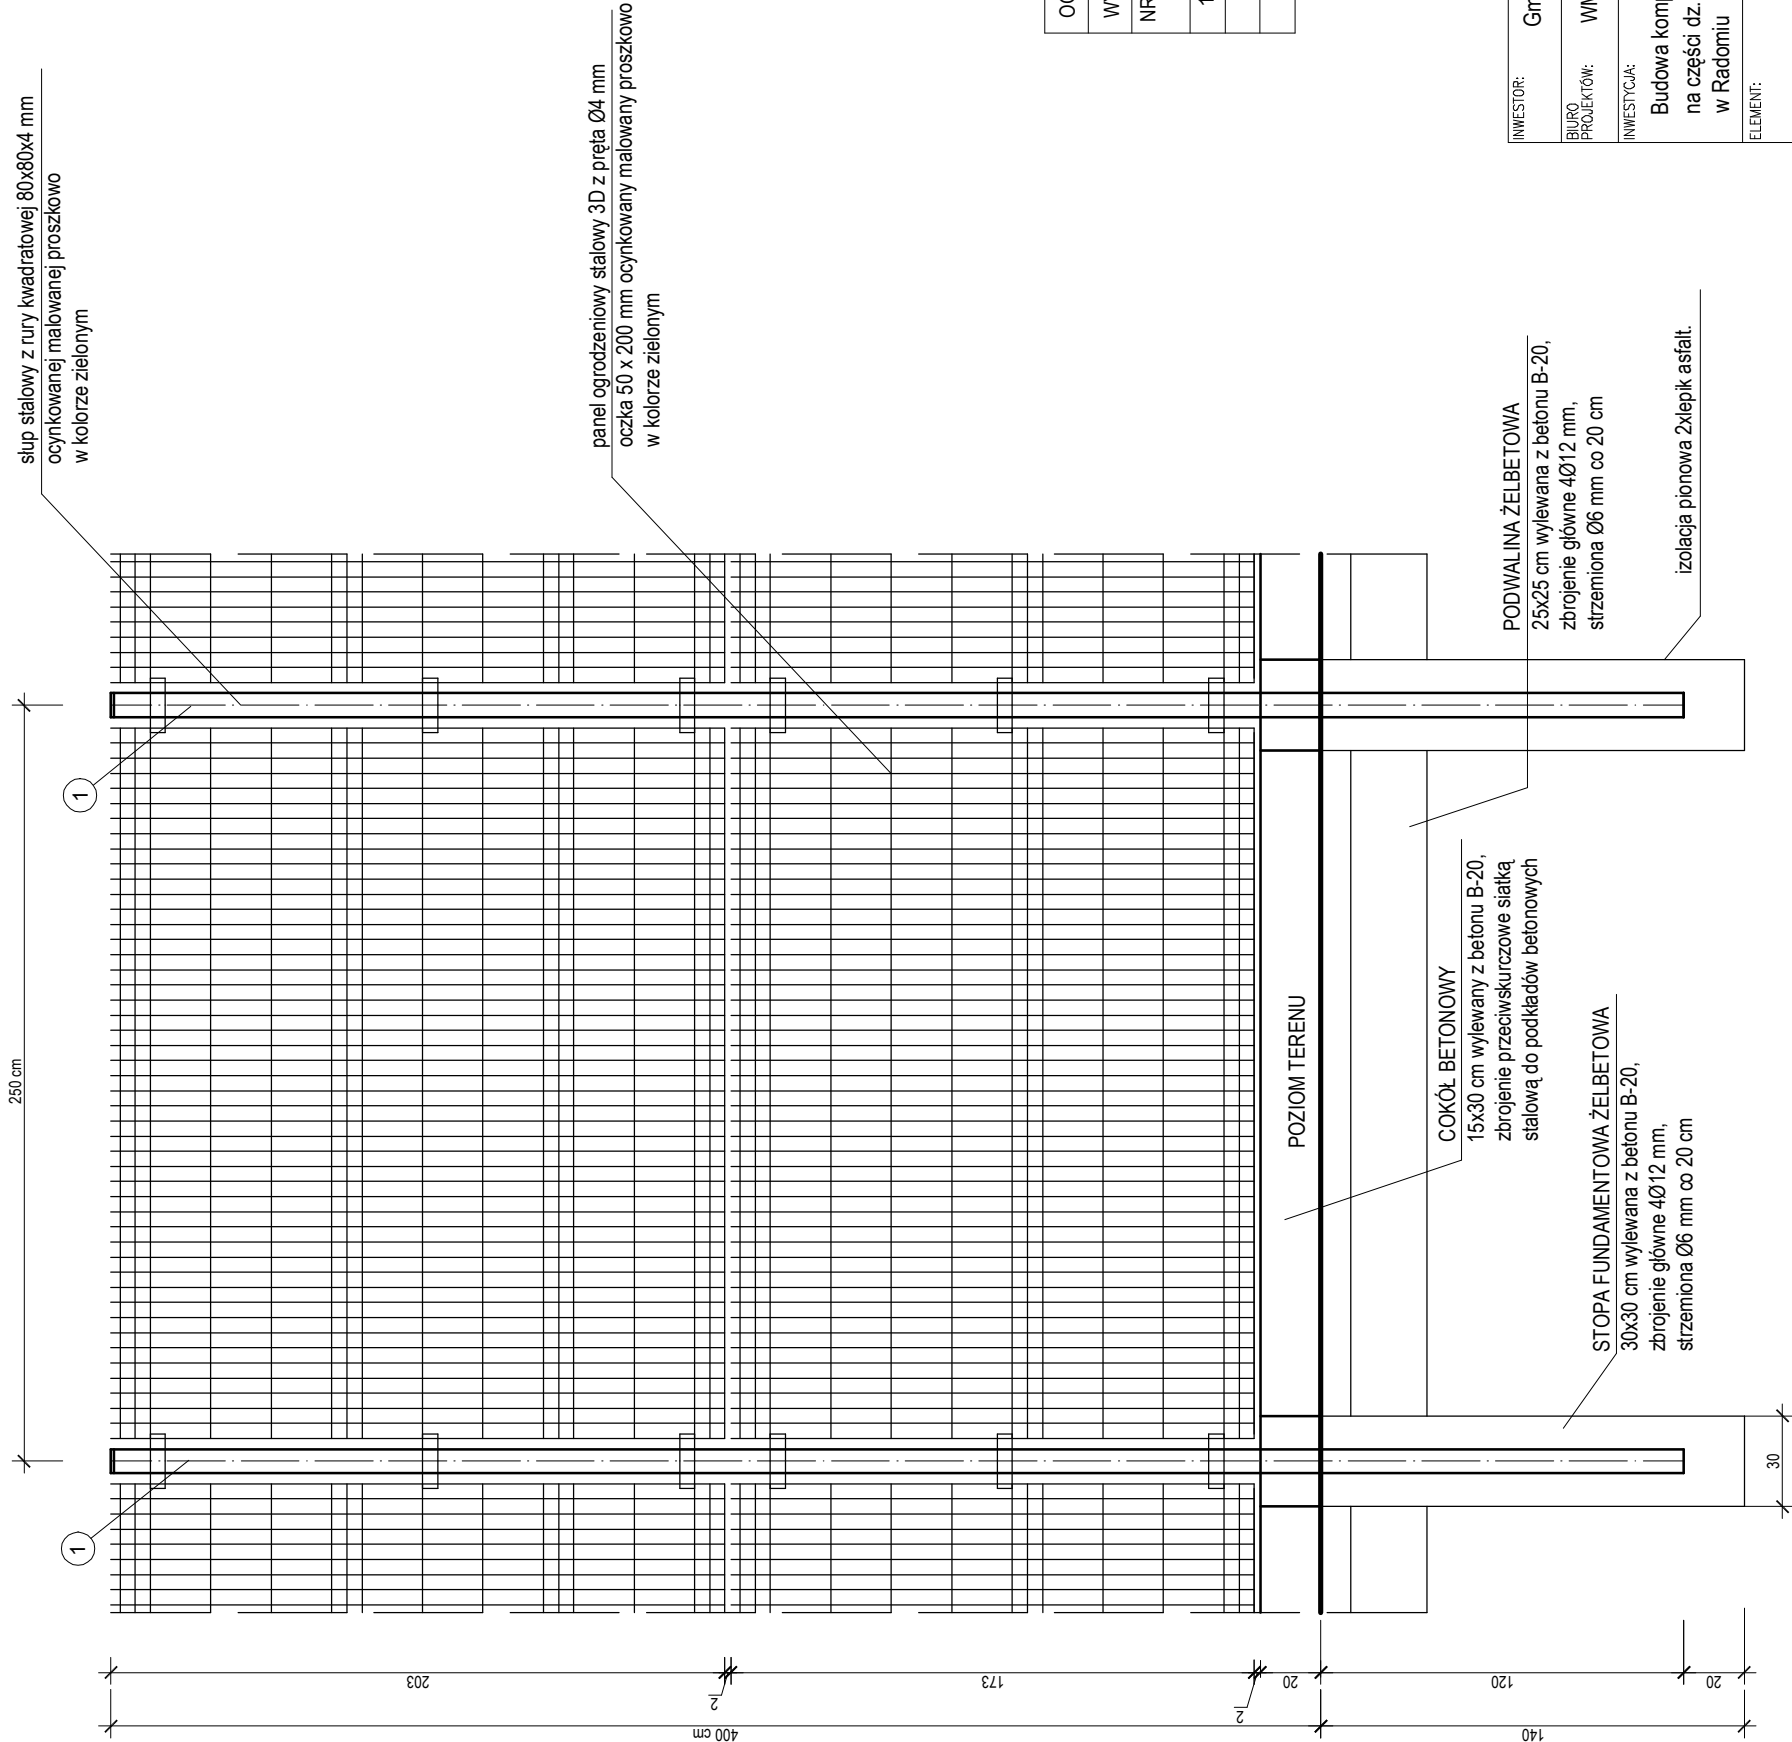 słup stalowy z rury kwadratowej 80x80x4 mm
ocynkowanej malowanej proszkowo
w kolorze zielonym
panel ogrodzeniowy stalowy 3D z pręta Ø4 mm
oczka 50 x 200 mm ocynkowany malowany proszkowo
w kolorze zielonym
250 cm
1
1
POZIOM TERENU
COKÓŁ BETONOWY
15x30 cm wylewany z betonu B-20,
zbrojenie przeciwskurczowe siatką
stalową do podkładów betonowych
PODWALINA ŻELBETOWA
25x25 cm wylewana z betonu B-20,
zbrojenie główne 4Ø12 mm,
strzemiona Ø6 mm co 20 cm
STOPA FUNDAMENTOWA ŻELBETOWA
30x30 cm wylewana z betonu B-20,
zbrojenie główne 4Ø12 mm,
strzemiona Ø6 mm co 20 cm
izolacja pionowa 2xlepik asfalt.
30
203
2
173
2
20
120
20
400 cm
140
NR
1
INWESTOR:
BIURO
PROJEKTÓW:
INWESTYCJA:
Budowa
na części dz.
w Radomiu
ELEMENT: